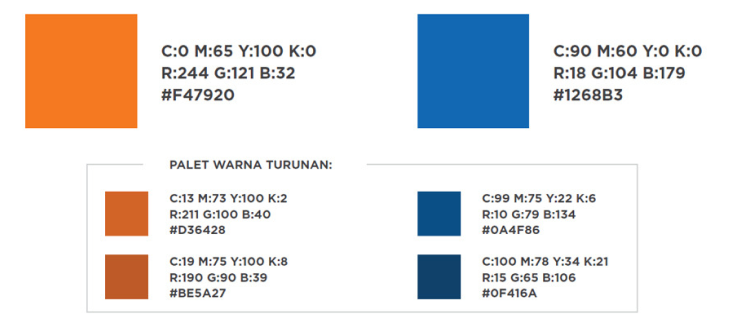 C:0 M:65 Y:100 K:0
R:244 G:121 B:32
#F47920
C:90 M:60 Y:0 K:0
R:18 G:104 B:179
#1268B3
PALET WARNA TURUNAN:
C:13 M:73 Y:100 K:2
R:211 G:100 B:40
#D36428
C:99 M:75 Y:22 K:6
R:10 G:79 B:134
#0A4F86
C:19 M:75 Y:100 K:8
R:190 G:90 B:39
#BE5A27
C:100 M:78 Y:34 K:21
R:15 G:65 B:106
#0F416A